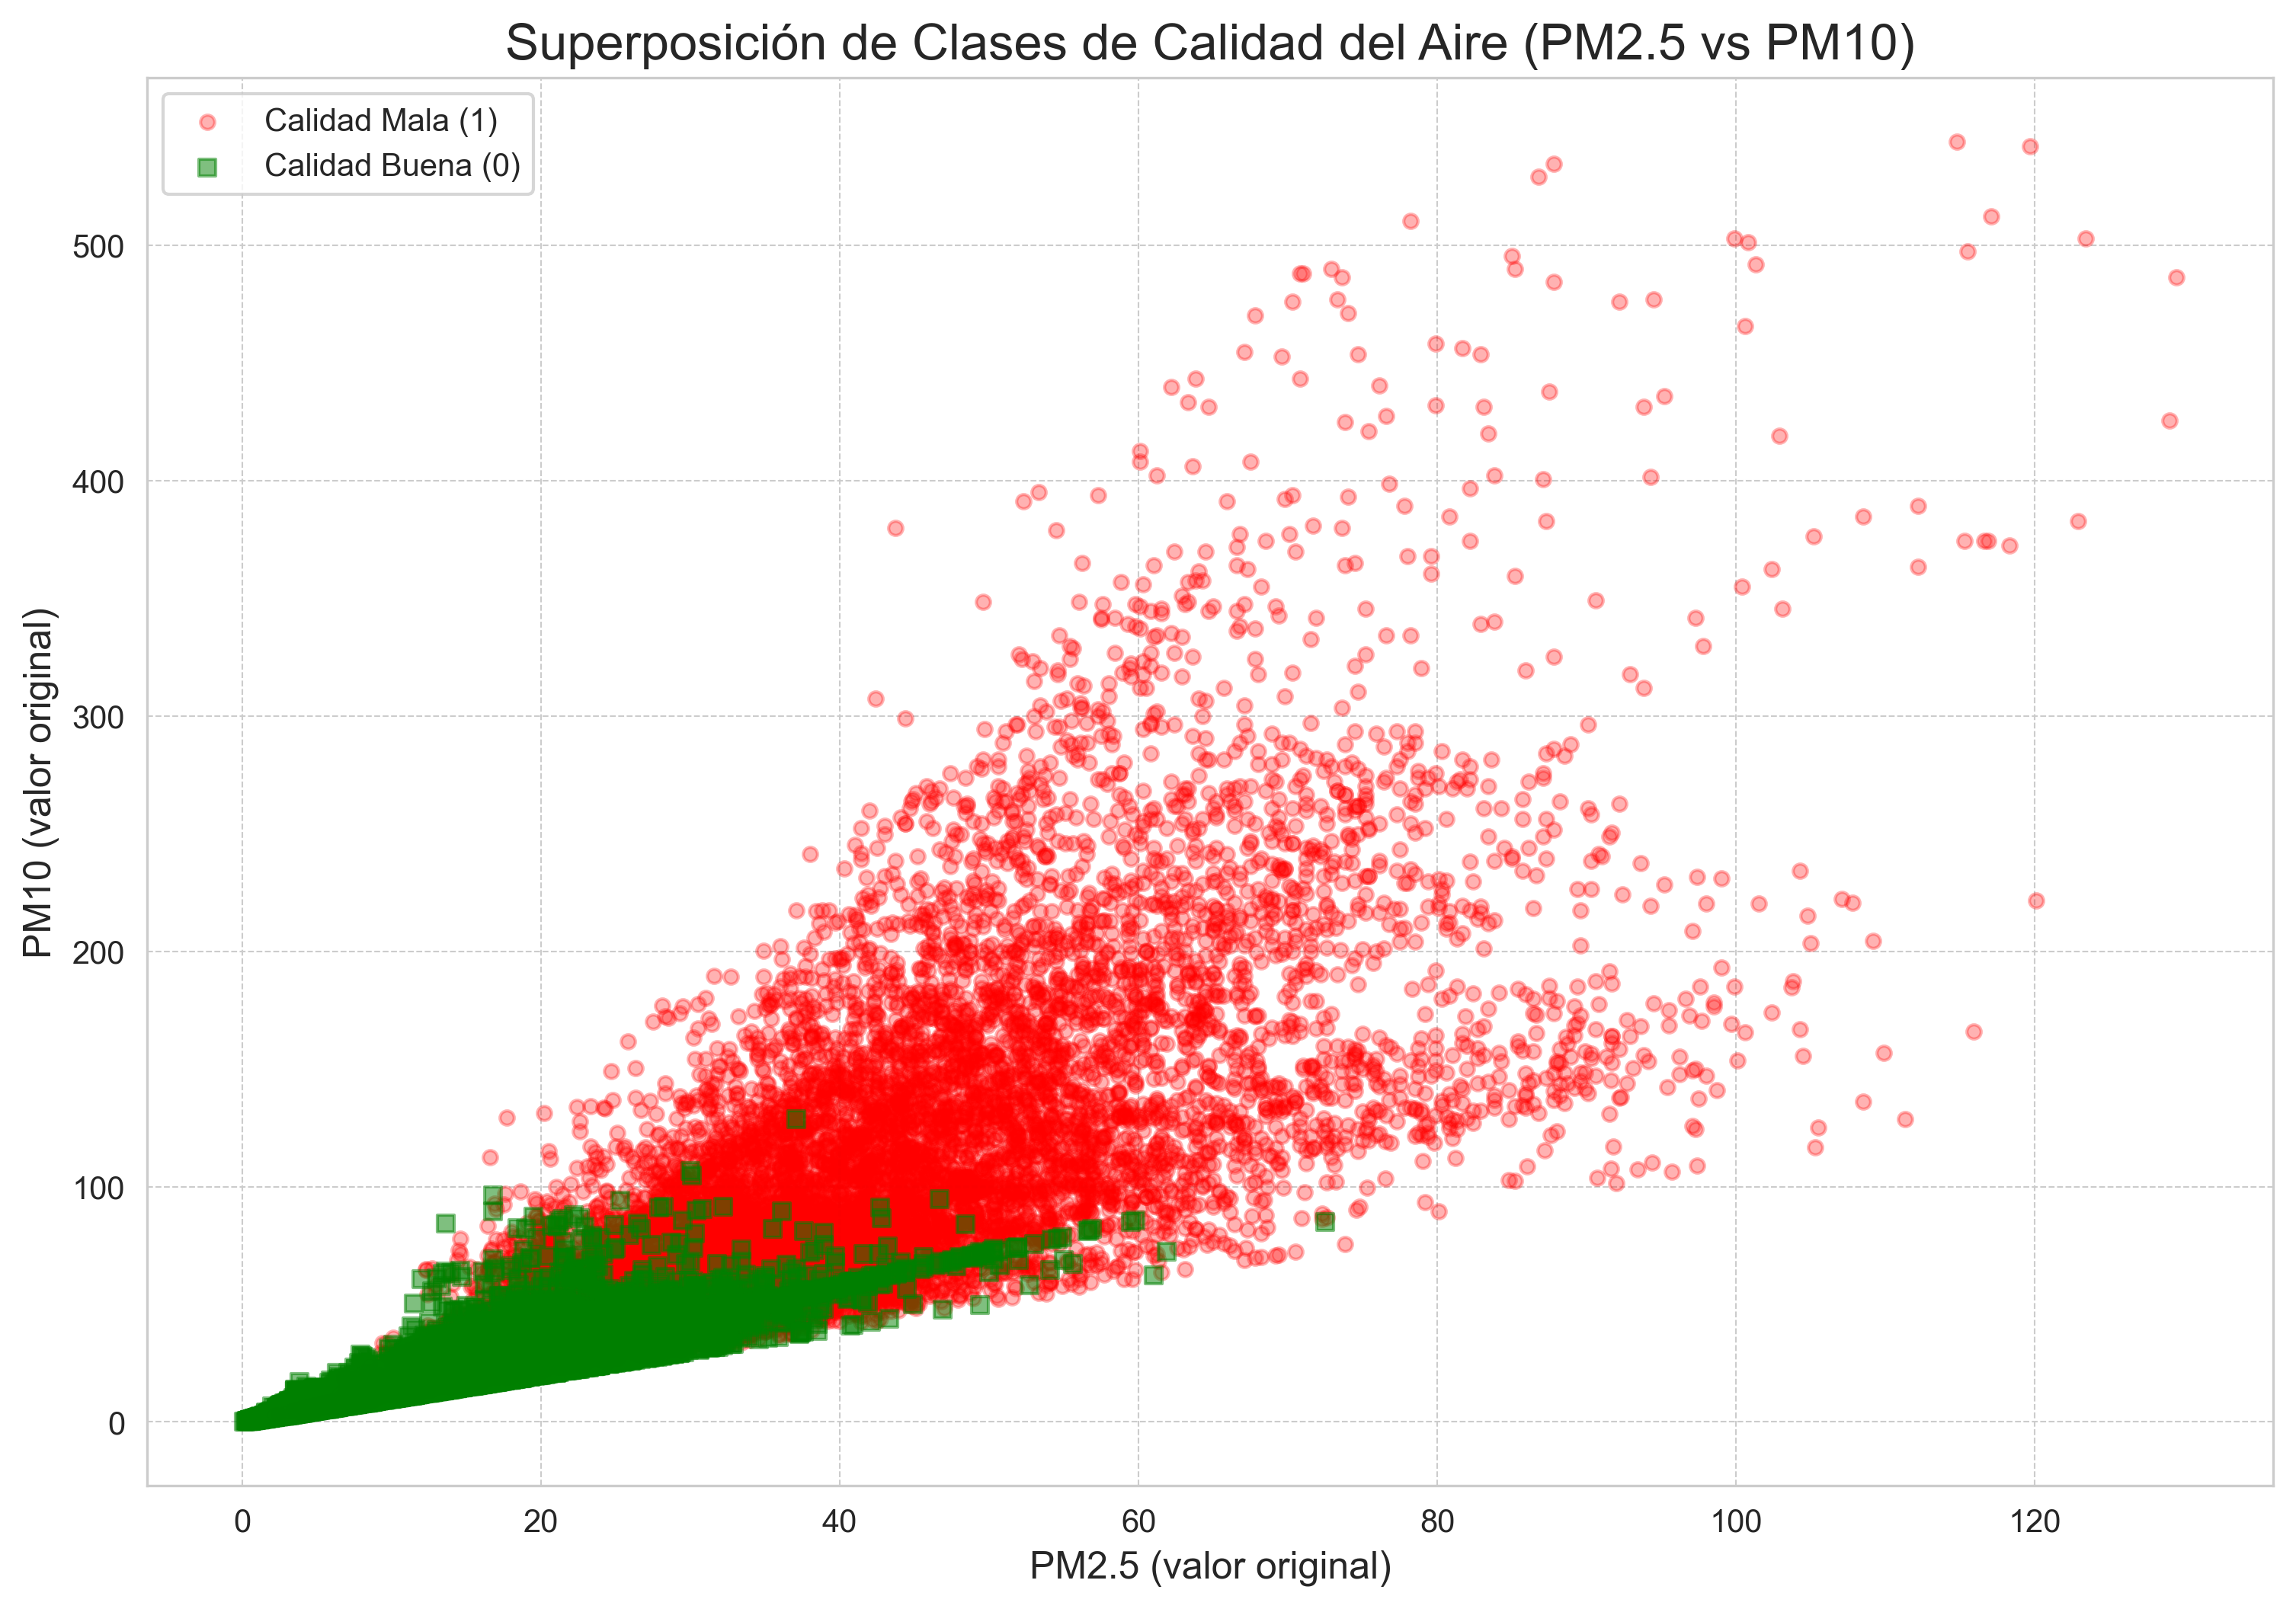 Superposición de Clases de Calidad del Aire (PM2.5 vs PM10)
Calidad Mala (1)
Calidad Buena (0)
PM10 (valor original)
500
400
300
200
100
0
0 20 40 60 80 100 120
PM2.5 (valor original)